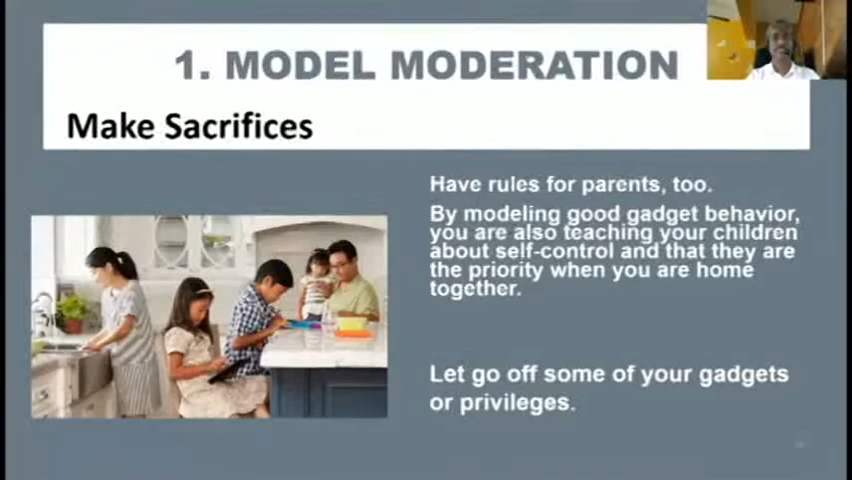 1. MODEL MODERATION
Make Sacrifices
Have rules for parents, too.
By modeling good gadget behavior,
you are also teaching your children
about self-control and that they are
the priority when you are home
together.
Let go off some of your gadgets
or privileges.